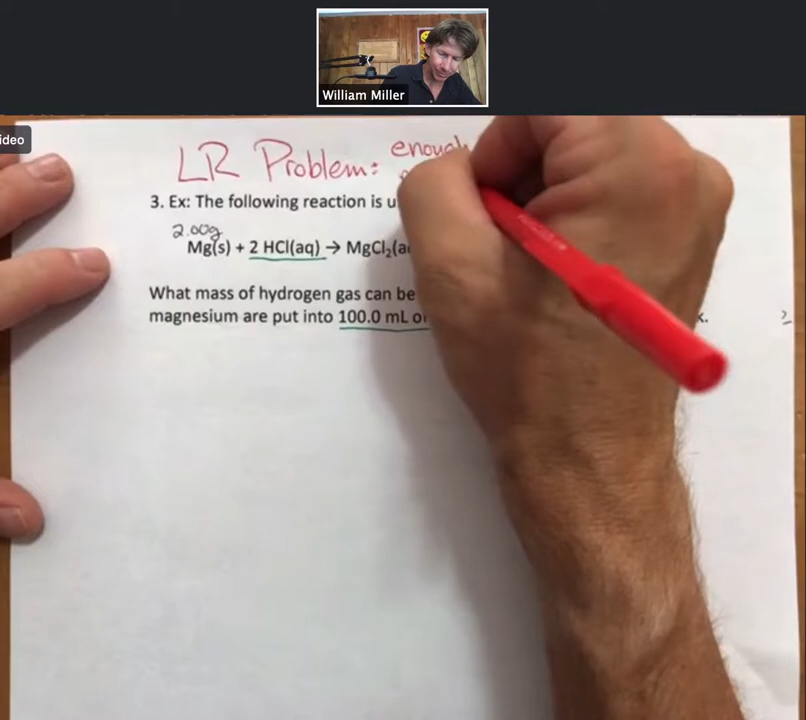 William Miller
ideo
LR Problem: enough
3. Ex: The following reaction is u
2.00g
Mg(s) + 2 HCl(aq) → MgCl₂(a
What mass of hydrogen gas can be
magnesium are put into 100.0 mL o
k.